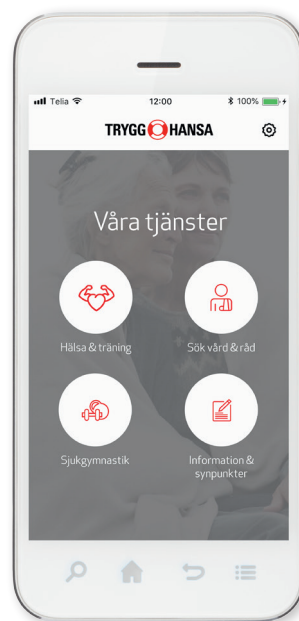 Telia 12:00 100%
TRYGG HANSA
Våra tjänster
Hälsa & träning
Sök vård & råd
Sjukgymnastik
Information &
synpunkter